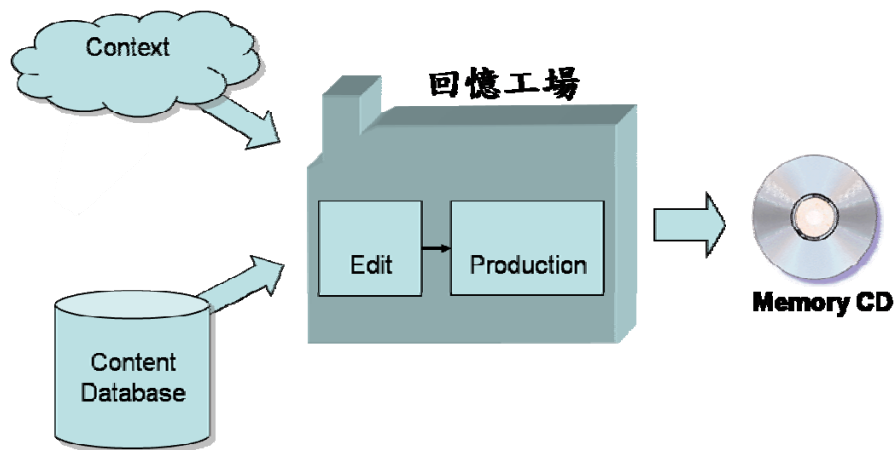 Context
回憶工場
Edit
Production
Memory CD
Content
Database